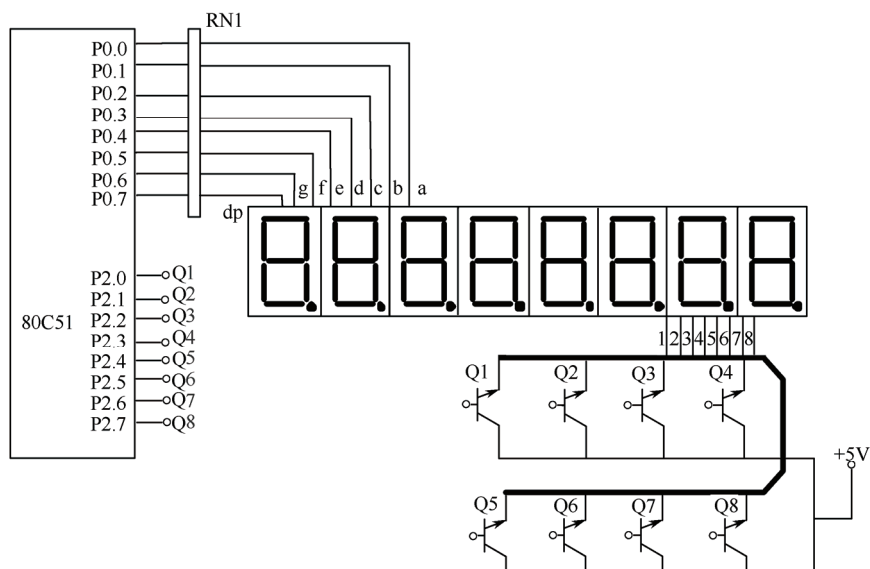 RN1
P0.0
P0.1
P0.2
P0.3
P0.4
P0.5
P0.6
P0.7
g f e d c b a
dp
80C51
P2.0 Q1
P2.1 Q2
P2.2 Q3
P2.3 Q4
P2.4 Q5
P2.5 Q6
P2.6 Q7
P2.7 Q8
1 2 3 4 5 6 7 8
Q1 Q2 Q3 Q4
+5V
Q5 Q6 Q7 Q8